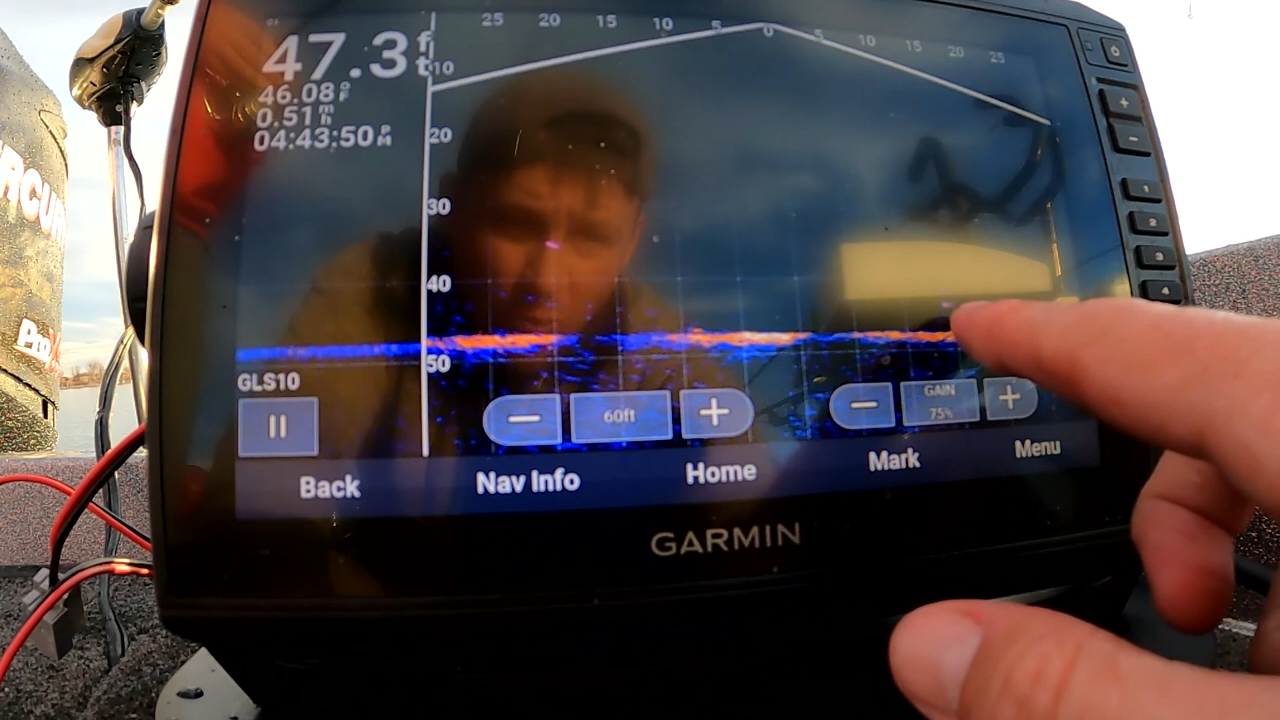 47.3 ft
46.08 °F
0.51 mh
04:43:50 PM
25 20 15 10 5 0 5 10 15 20 25
10
20
30
40
50
GLS10
60ft
GAIN
75%
Back Nav Info Home Mark Menu
GARMIN
1
2
3
4
RCUR
Pro